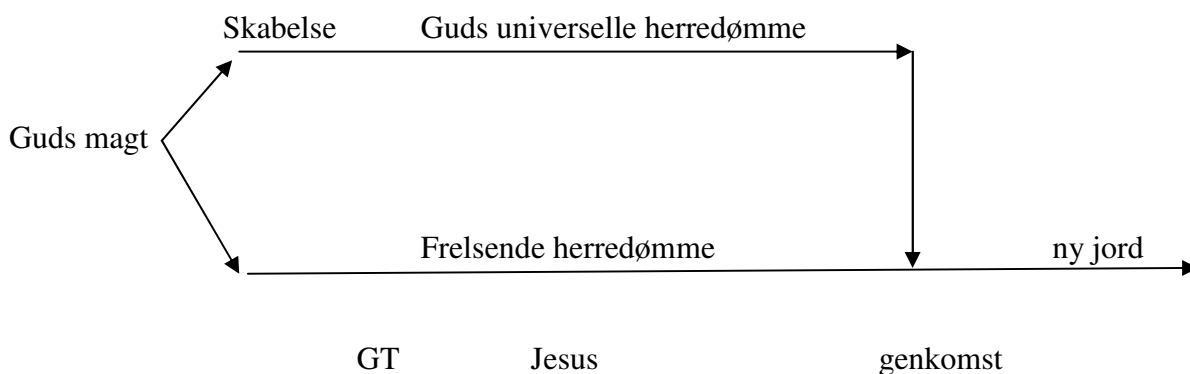 Skabelse Guds universelle herredømme
Guds magt
Frelsende herredømme ny jord
GT Jesus genkomst